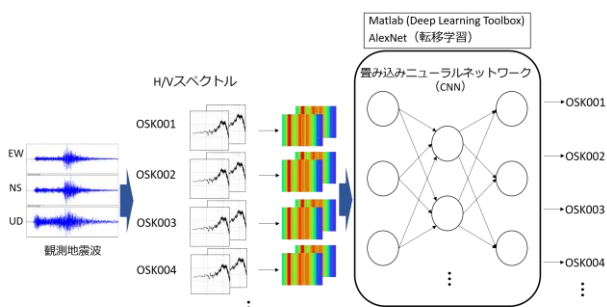 Matlab (Deep Learning Toolbox)
AlexNet（転移学習）
H/Vスペクトル
畳み込みニューラルネットワーク
（CNN）
EW
NS
UD
観測地震波
OSK001
OSK002
OSK003
OSK004
OSK001
OSK002
OSK003
OSK004